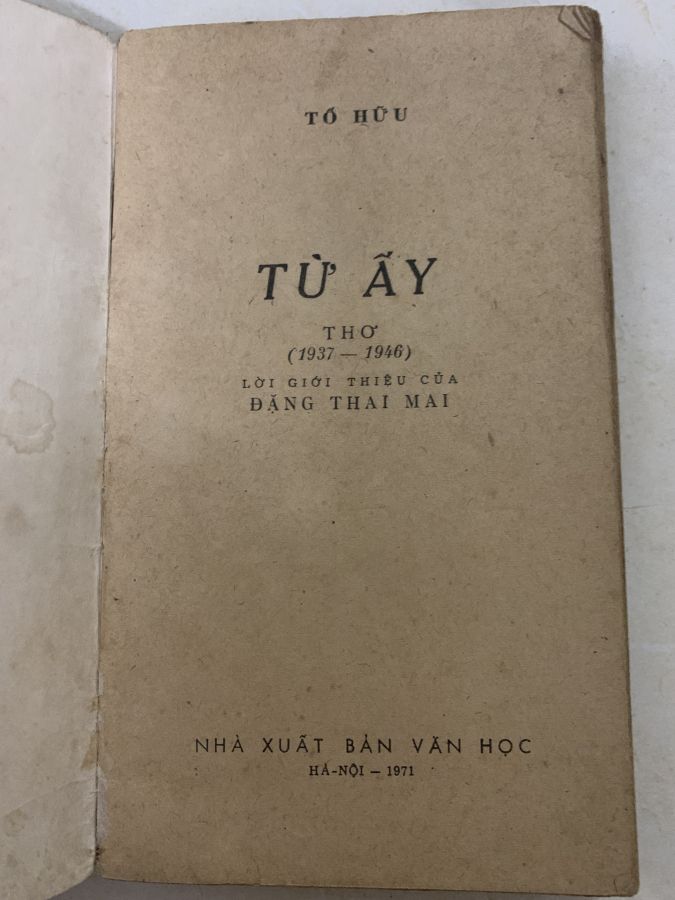 TỐ HỮU
TỪ ẤY
THƠ
(1937 — 1946)
LỜI GIỚI THIỆU CỦA
ĐẶNG THAI MAI
NHÀ XUẤT BẢN VĂN HỌC
HÀ-NỘI — 1971